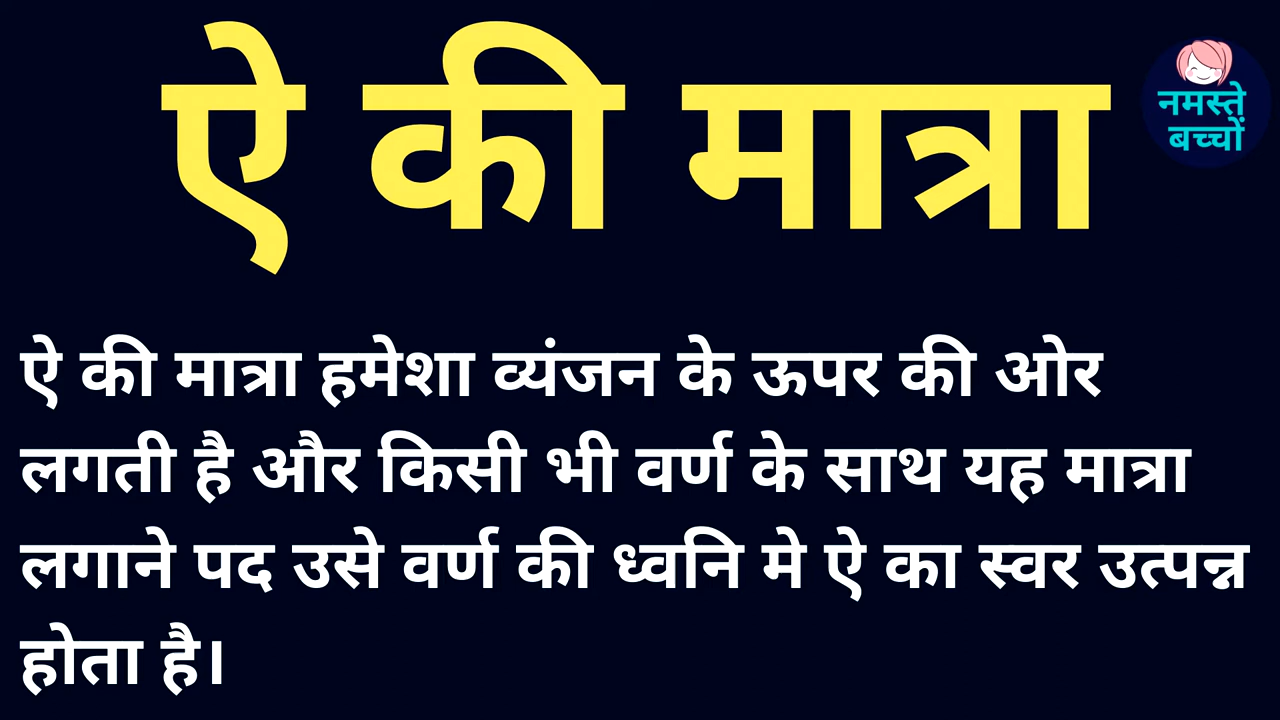 ऐ की मात्रा
नमस्ते
बच्चों
ऐ की मात्रा हमेशा व्यंजन के ऊपर की ओर
लगती है और किसी भी वर्ण के साथ यह मात्रा
लगाने पद उसे वर्ण की ध्वनि मे ऐ का स्वर उत्पन्न
होता है।